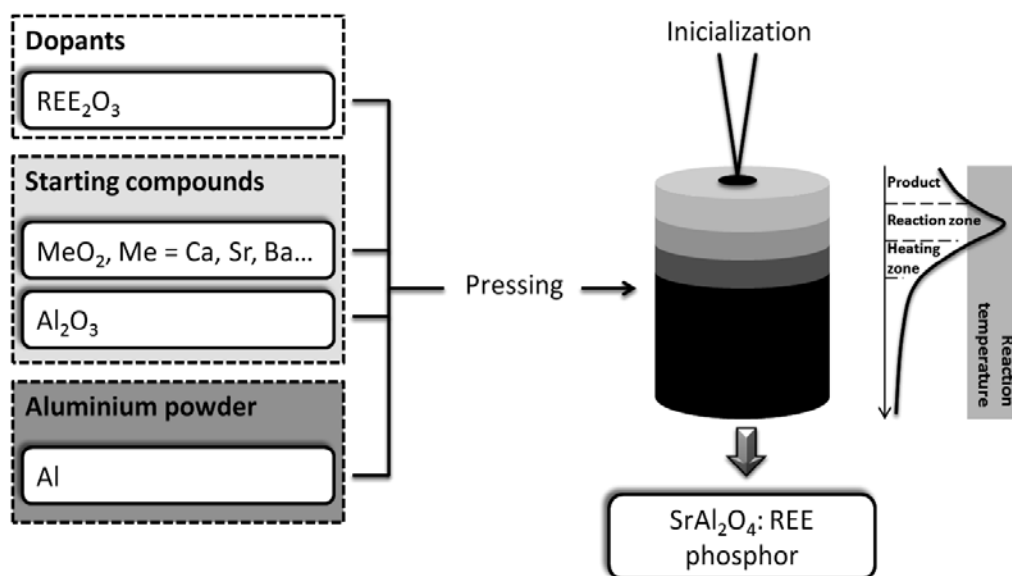 Dopants
REE₂O₃
Starting compounds
MeO₂, Me = Ca, Sr, Ba...
Al₂O₃
Aluminium powder
Al
Pressing
Inicialization
Product
Reaction zone
Heating
zone
Reaction
temperature
SrAl₂O₄: REE
phosphor